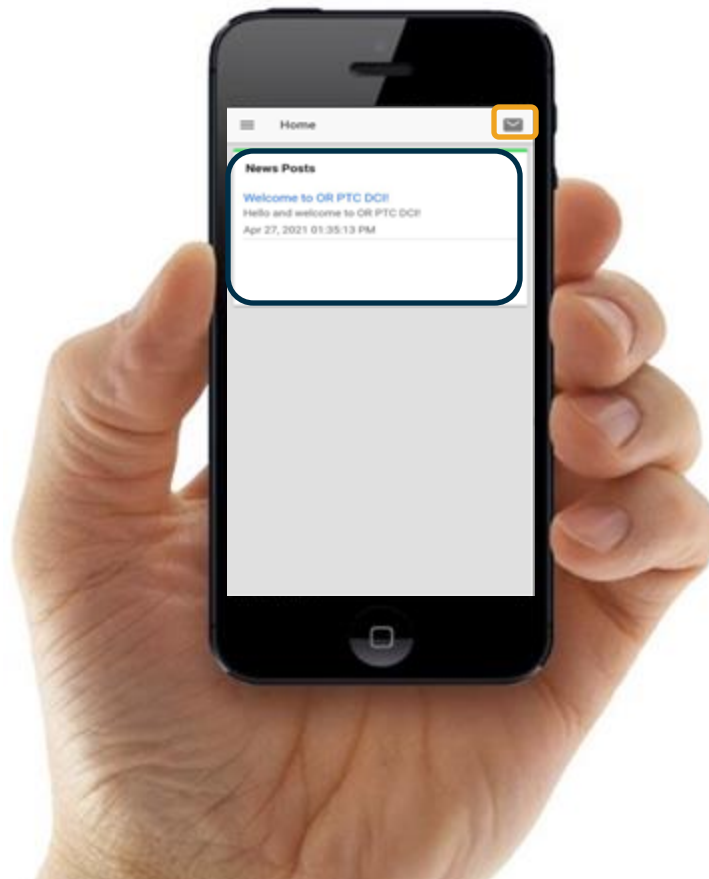 Home
News Posts
Welcome to OR PTC DCI!
Hello and welcome to OR PTC DCI!
Apr 27, 2021 01:35:13 PM